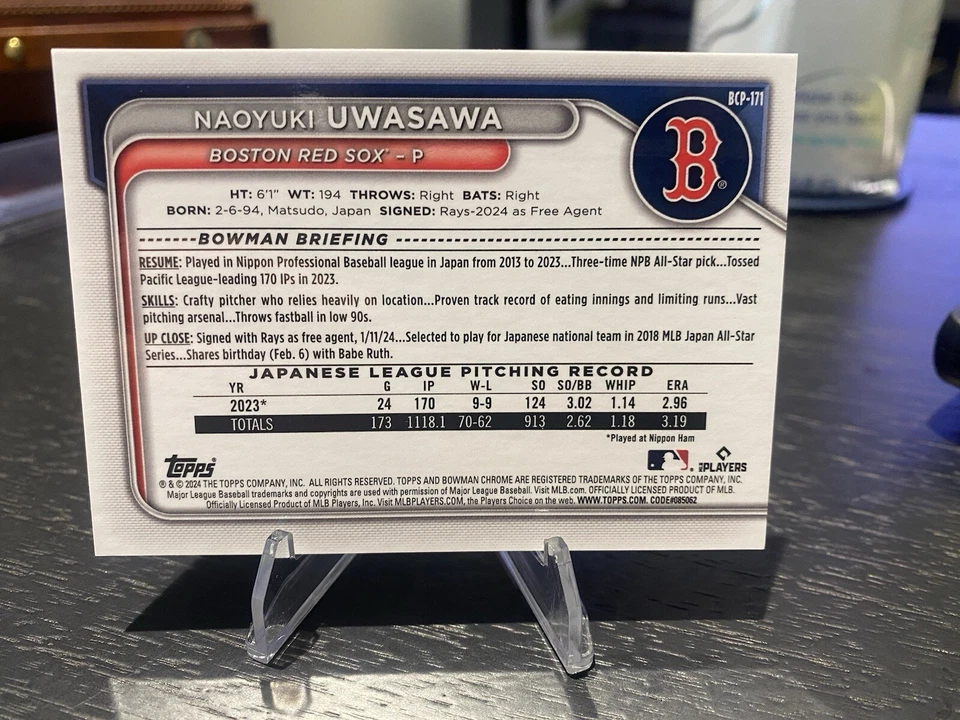 BCP-171
NAOYUKI UWASAWA
B®
BOSTON RED SOX™ – P
HT: 6'1" WT: 194 THROWS: Right BATS: Right
BORN: 2-6-94, Matsudo, Japan SIGNED: Rays-2024 as Free Agent
BOWMAN BRIEFING
RESUME: Played in Nippon Professional Baseball league in Japan from 2013 to 2023...Three-time NPB All-Star pick...Tossed
Pacific League-leading 170 IPs in 2023.
SKILLS: Crafty pitcher who relies heavily on location...Proven track record of eating innings and limiting runs...Vast
pitching arsenal...Throws fastball in low 90s.
UP CLOSE: Signed with Rays as free agent, 1/11/24...Selected to play for Japanese national team in 2018 MLB Japan All-Star
Series...Shares birthday (Feb. 6) with Babe Ruth.
JAPANESE LEAGUE PITCHING RECORD
YR G IP W-L SO SO/BB WHIP ERA
2023* 24 170 9-9 124 3.02 1.14 2.96
TOTALS 173 1118.1 70-62 913 2.62 1.18 3.19
*Played at Nippon Ham
Topps® PLAYERS
® & © 2024 THE TOPPS COMPANY, INC. ALL RIGHTS RESERVED. TOPPS AND BOWMAN CHROME ARE REGISTERED TRADEMARKS OF THE TOPPS COMPANY, INC.
Major League Baseball trademarks and copyrights are used with permission of Major League Baseball. Visit MLB.com. OFFICIALLY LICENSED PRODUCT OF MLB.
Officially Licensed Product of MLB Players, Inc. Visit MLBPLAYERS.COM, the Players Choice on the web. WWW.TOPPS.COM. CODE#085062